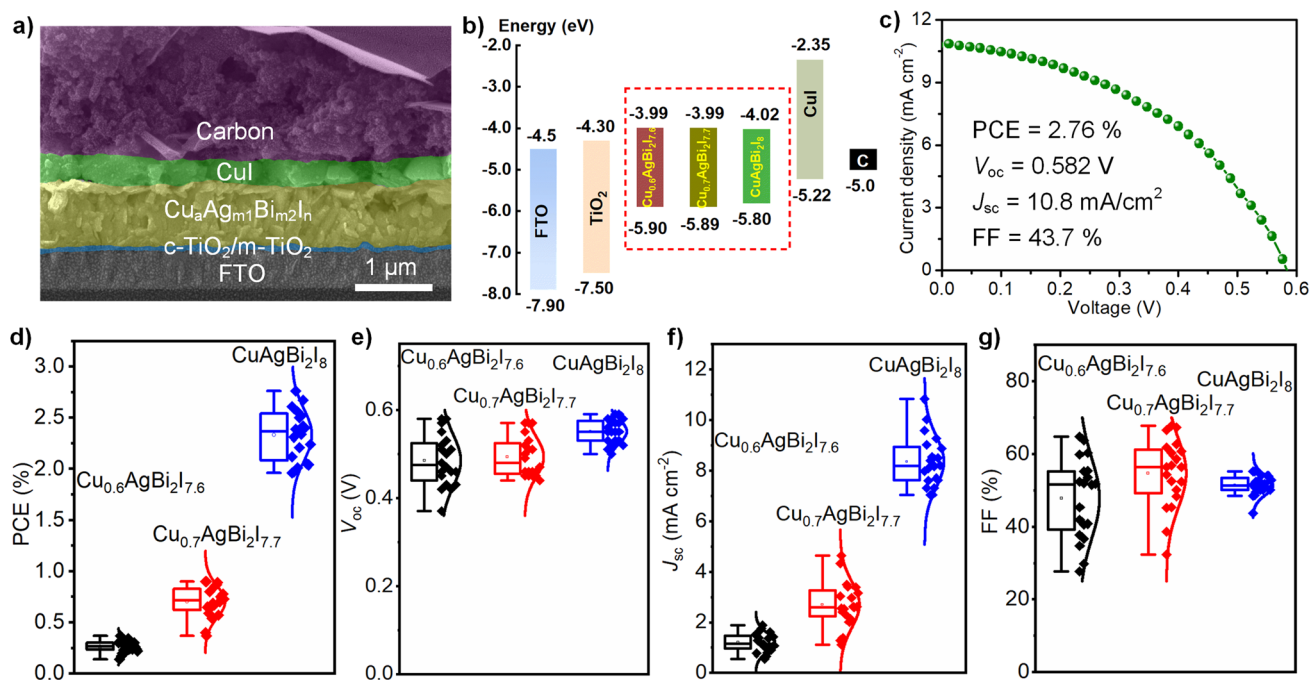 a)
Carbon
CuI
CuₐAgₘ₁Biₘ₂Iₙ
c-TiO₂/m-TiO₂
FTO
1 μm
b)
Energy (eV)
-2.0
-3.0
-4.0
-5.0
-6.0
-7.0
-8.0
-4.5
FTO
-7.90
-4.30
TiO₂
-7.50
-3.99
Cu₀.₆AgBi₂I₇.₆
-5.90
-3.99
Cu₀.₇AgBi₂I₇.₇
-5.89
-4.02
CuAgBi₂I₈
-5.80
-2.35
CuI
-5.22
C
-5.0
c)
Current density (mA cm⁻²)
12
9
6
3
0
PCE = 2.76 %
Voc = 0.582 V
Jsc = 10.8 mA/cm²
FF = 43.7 %
0.0 0.1 0.2 0.3 0.4 0.5 0.6
Voltage (V)
d)
PCE (%)
3.0
2.5
2.0
1.5
1.0
0.5
0.0
CuAgBi₂I₈
Cu₀.₆AgBi₂I₇.₆
Cu₀.₇AgBi₂I₇.₇
e)
Voc (V)
0.6
0.4
0.2
0.0
Cu₀.₆AgBi₂I₇.₆
CuAgBi₂I₈
Cu₀.₇AgBi₂I₇.₇
f)
Jsc (mA cm⁻²)
12
10
8
6
4
2
0
CuAgBi₂I₈
Cu₀.₆AgBi₂I₇.₆
Cu₀.₇AgBi₂I₇.₇
g)
FF (%)
80
60
40
20
0
Cu₀.₆AgBi₂I₇.₆
CuAgBi₂I₈
Cu₀.₇AgBi₂I₇.₇